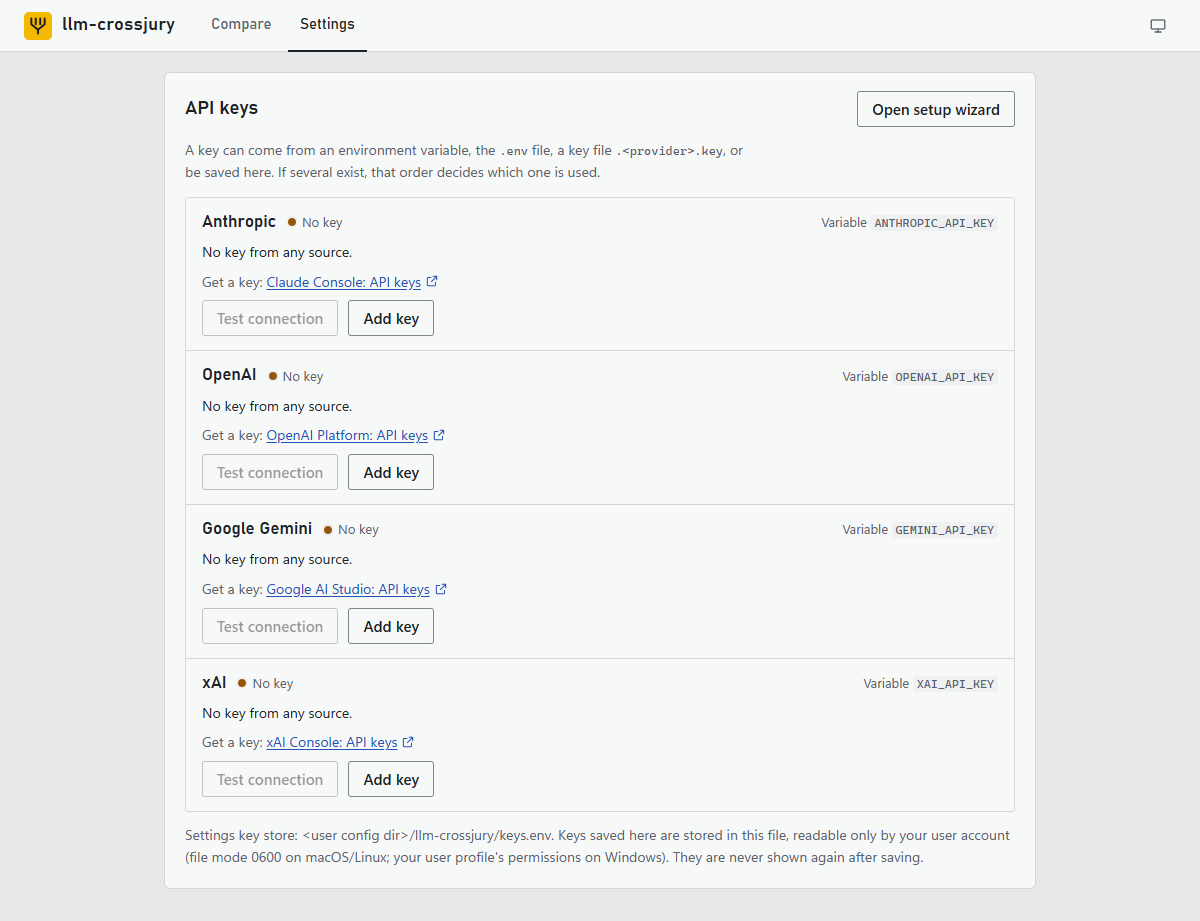 llm-crossjury
Compare
Settings
API keys
Open setup wizard
A key can come from an environment variable, the .env file, a key file .<provider>.key, or
be saved here. If several exist, that order decides which one is used.
Anthropic
No key
Variable ANTHROPIC_API_KEY
No key from any source.
Get a key: Claude Console: API keys
Test connection
Add key
OpenAI
No key
Variable OPENAI_API_KEY
No key from any source.
Get a key: OpenAI Platform: API keys
Test connection
Add key
Google Gemini
No key
Variable GEMINI_API_KEY
No key from any source.
Get a key: Google AI Studio: API keys
Test connection
Add key
xAI
No key
Variable XAI_API_KEY
No key from any source.
Get a key: xAI Console: API keys
Test connection
Add key
Settings key store: <user config dir>/llm-crossjury/keys.env. Keys saved here are stored in this file, readable only by your user account
(file mode 0600 on macOS/Linux; your user profile's permissions on Windows). They are never shown again after saving.